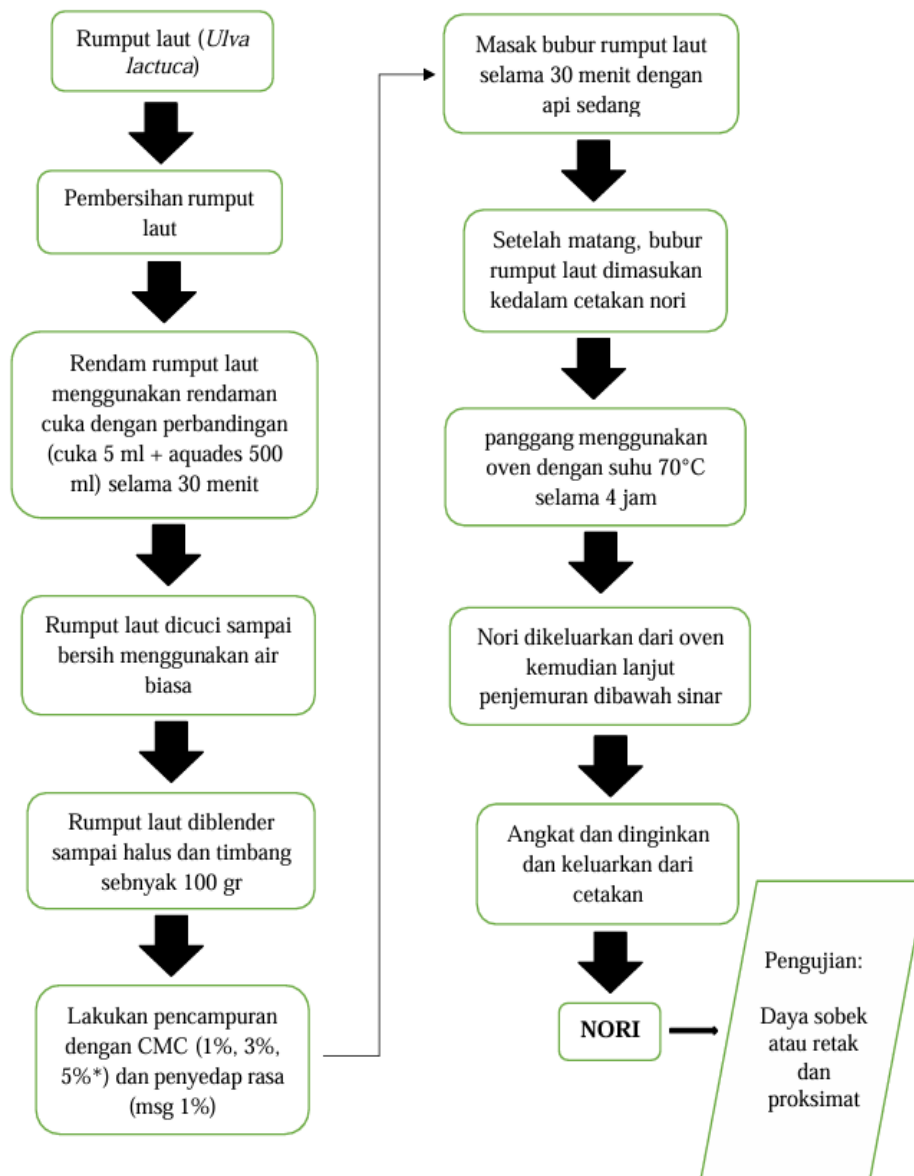 Rumput laut (Ulva
lactuca)
Pembersihan rumput
laut
Rendam rumput laut
menggunakan rendaman
cuka dengan perbandingan
(cuka 5 ml + aquades 500
ml) selama 30 menit
Rumput laut dicuci sampai
bersih menggunakan air
biasa
Rumput laut diblender
sampai halus dan timbang
sebnyak 100 gr
Lakukan pencampuran
dengan CMC (1%, 3%,
5%*) dan penyedap rasa
(msg 1%)
Masak bubur rumput laut
selama 30 menit dengan
api sedang
Setelah matang, bubur
rumput laut dimasukan
kedalam cetakan nori
panggang menggunakan
oven dengan suhu 70°C
selama 4 jam
Nori dikeluarkan dari oven
kemudian lanjut
penjemuran dibawah sinar
Angkat dan dinginkan
dan keluarkan dari
cetakan
NORI
Pengujian:
Daya sobek
atau retak
dan
proksimat